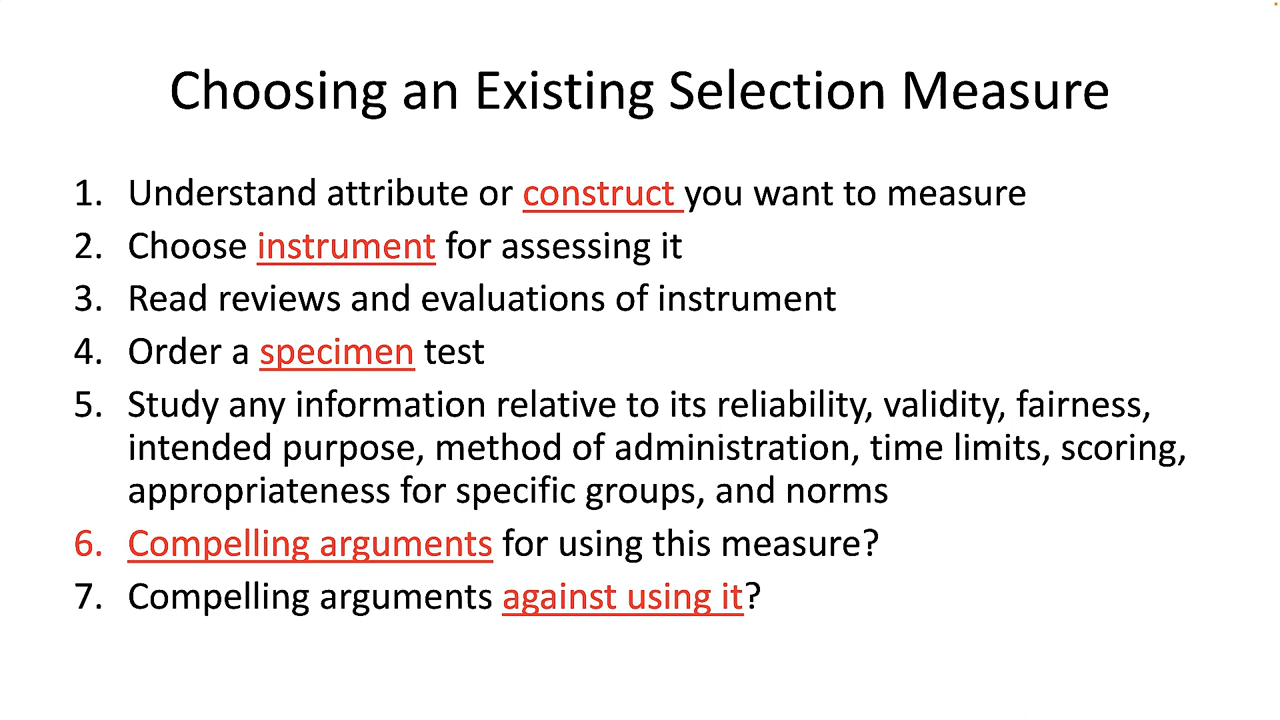 Choosing an Existing Selection Measure
1. Understand attribute or construct you want to measure
2. Choose instrument for assessing it
3. Read reviews and evaluations of instrument
4. Order a specimen test
5. Study any information relative to its reliability, validity, fairness,
intended purpose, method of administration, time limits, scoring,
appropriateness for specific groups, and norms
6. Compelling arguments for using this measure?
7. Compelling arguments against using it?